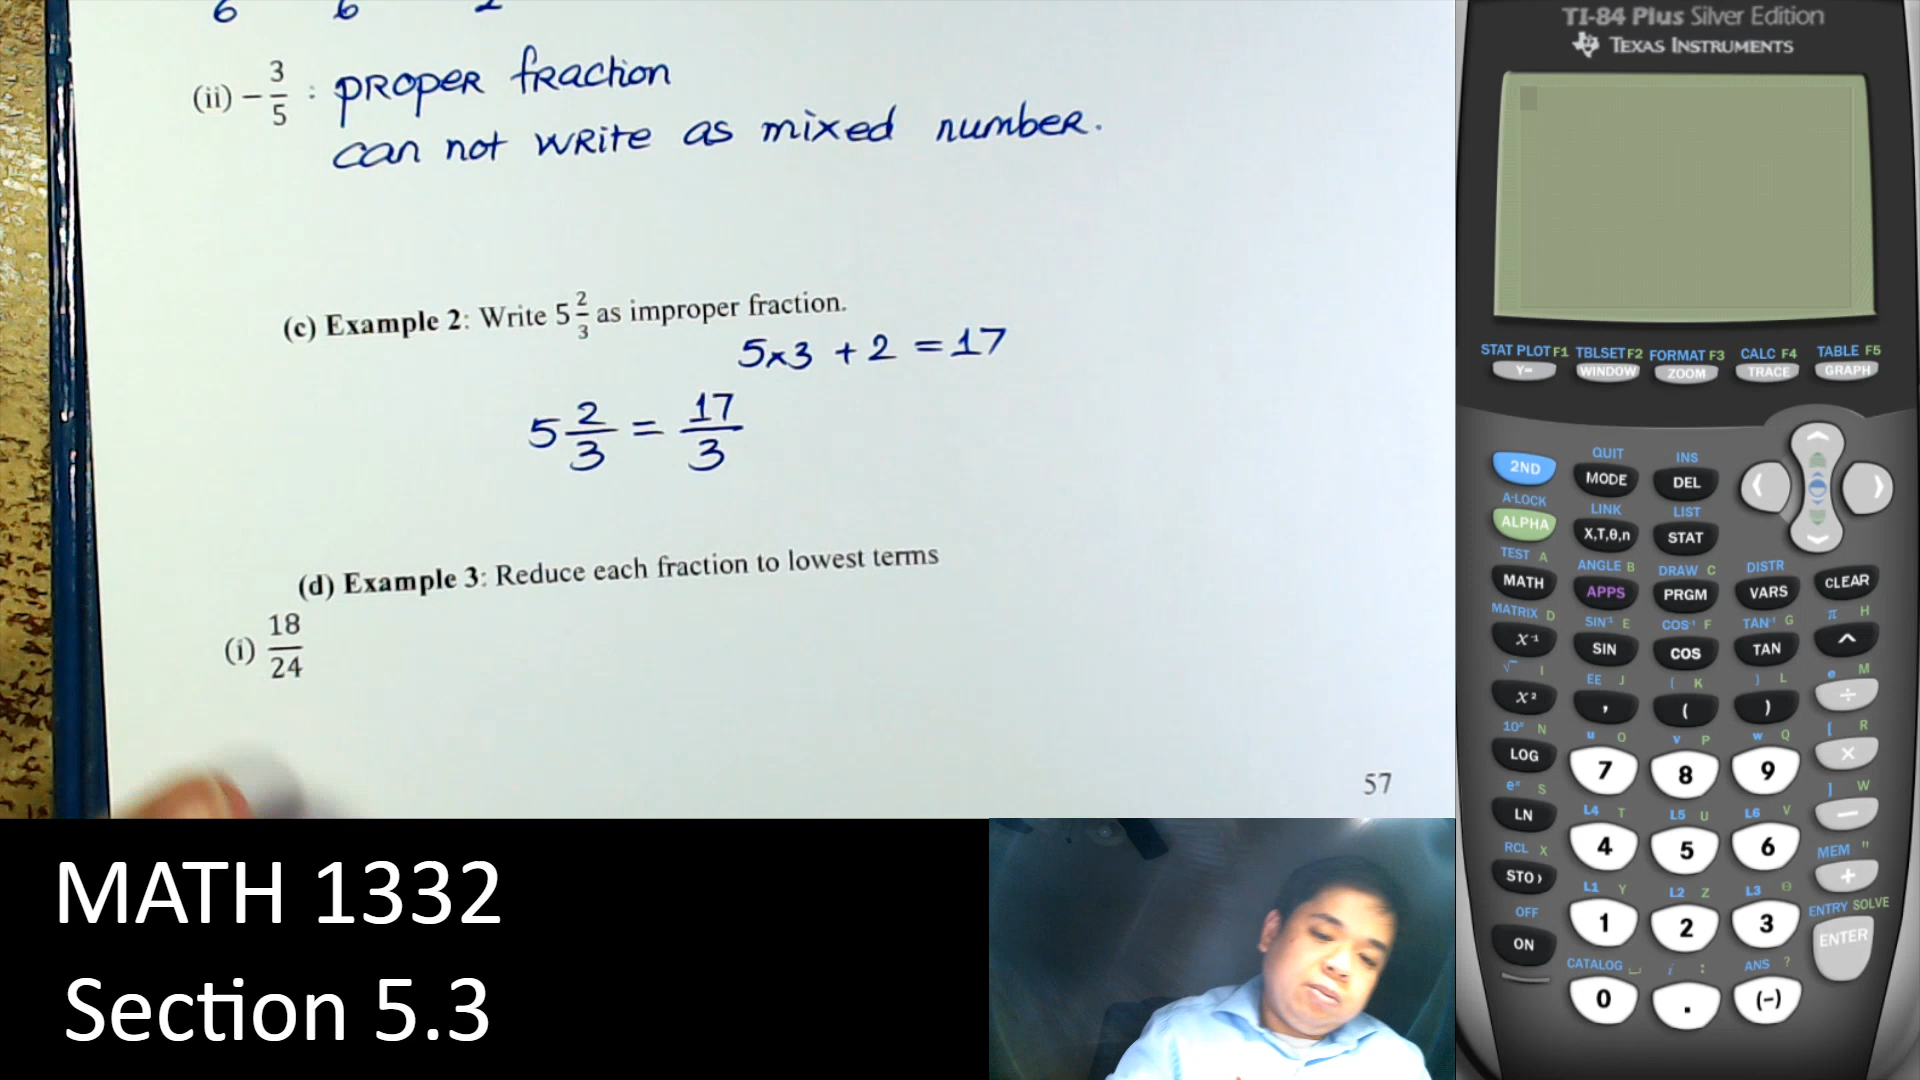 6 6 2
(ii) -3/5 : PROPER fraction
can not write as mixed number.
(c) Example 2: Write 5 2/3 as improper fraction.
5x3 + 2 = 17
5 2/3 = 17/3
(d) Example 3: Reduce each fraction to lowest terms
(i) 18/24
57
MATH 1332
Section 5.3
TI-84 Plus Silver Edition
TEXAS INSTRUMENTS
STAT PLOT F1 TBLSET F2 FORMAT F3 CALC F4 TABLE F5
Y= WINDOW ZOOM TRACE GRAPH
QUIT INS
2ND MODE DEL
A-LOCK LINK LIST
ALPHA X,T,θ,n STAT
TEST A ANGLE B DRAW C DISTR
MATH APPS PRGM VARS CLEAR
MATRIX D SIN⁻¹ E COS⁻¹ F TAN⁻¹ G π H
X⁻¹ SIN COS TAN ^
√ I EE J { K } L e M
X² , ( ) ÷
10ˣ N u O v P w Q [ R
LOG 7 8 9 ×
eˣ S L4 T L5 U L6 V ] W
LN 4 5 6 −
RCL X L1 Y L2 Z L3 θ MEM "
STO› 1 2 3 +
OFF CATALOG ⎵ i : ANS ? ENTRY SOLVE
ON 0 . (-) ENTER